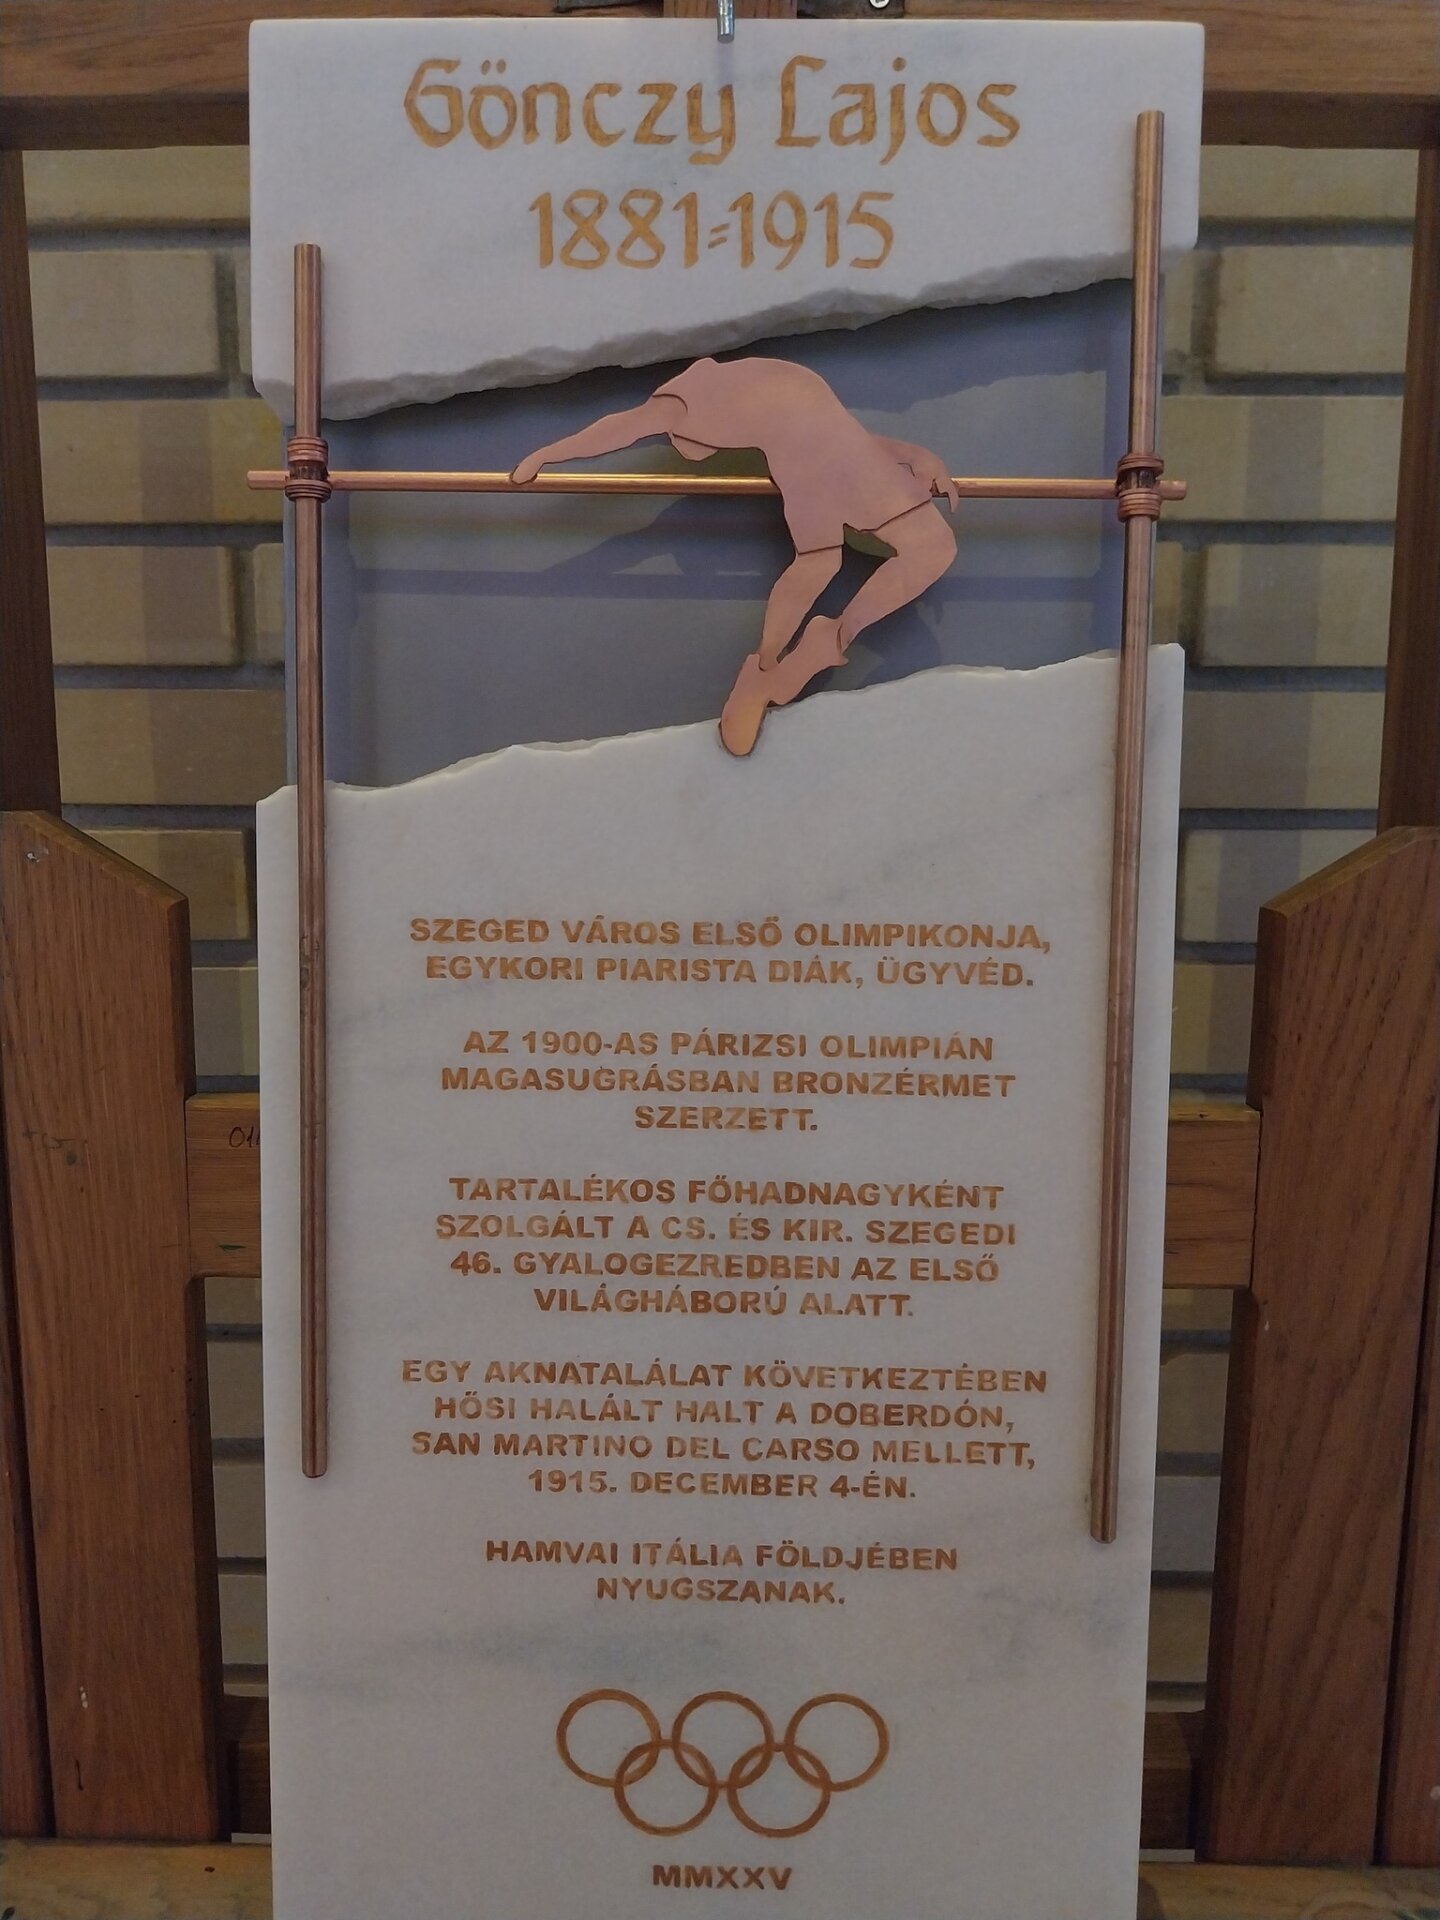 Gönczy Lajos
1881=1915
SZEGED VÁROS ELSŐ OLIMPIKONJA,
EGYKORI PIARISTA DIÁK, ÜGYVÉD.
AZ 1900-AS PÁRIZSI OLIMPIÁN
MAGASUGRÁSBAN BRONZÉRMET
SZERZETT.
TARTALÉKOS FŐHADNAGYKÉNT
SZOLGÁLT A CS. ÉS KIR. SZEGEDI
46. GYALOGEZREDBEN AZ ELSŐ
VILÁGHÁBORÚ ALATT.
EGY AKNATALÁLAT KÖVETKEZTÉBEN
HŐSI HALÁLT HALT A DOBERDÓN,
SAN MARTINO DEL CARSO MELLETT,
1915. DECEMBER 4-ÉN.
HAMVAI ITÁLIA FÖLDJÉBEN
NYUGSZANAK.
MMXXV